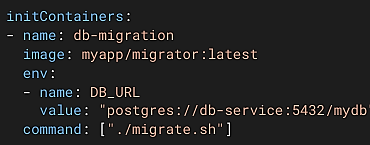 initContainers:
- name: db-migration
  image: myapp/migrator:latest
  env:
  - name: DB_URL
    value: "postgres://db-service:5432/mydb"
  command: ["./migrate.sh"]